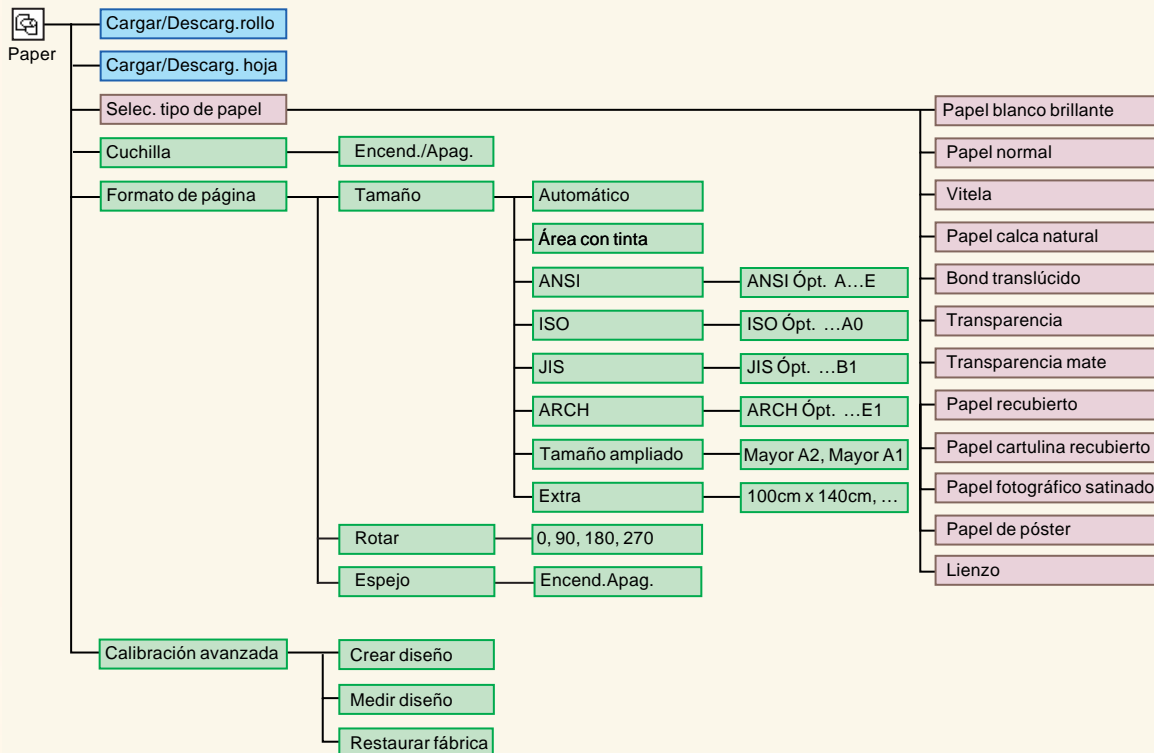 Paper
Cargar/Descarg.rollo
Cargar/Descarg. hoja
Selec. tipo de papel
Papel blanco brillante
Papel normal
Vitela
Papel calca natural
Bond translúcido
Transparencia
Transparencia mate
Papel recubierto
Papel cartulina recubierto
Papel fotográfico satinado
Papel de póster
Lienzo
Cuchilla
Encend./Apag.
Formato de página
Tamaño
Automático
Área con tinta
ANSI
ANSI Ópt. A…E
ISO
ISO Ópt. …A0
JIS
JIS Ópt. …B1
ARCH
ARCH Ópt. …E1
Tamaño ampliado
Mayor A2, Mayor A1
Extra
100cm x 140cm, …
Rotar
0, 90, 180, 270
Espejo
Encend.Apag.
Calibración avanzada
Crear diseño
Medir diseño
Restaurar fábrica